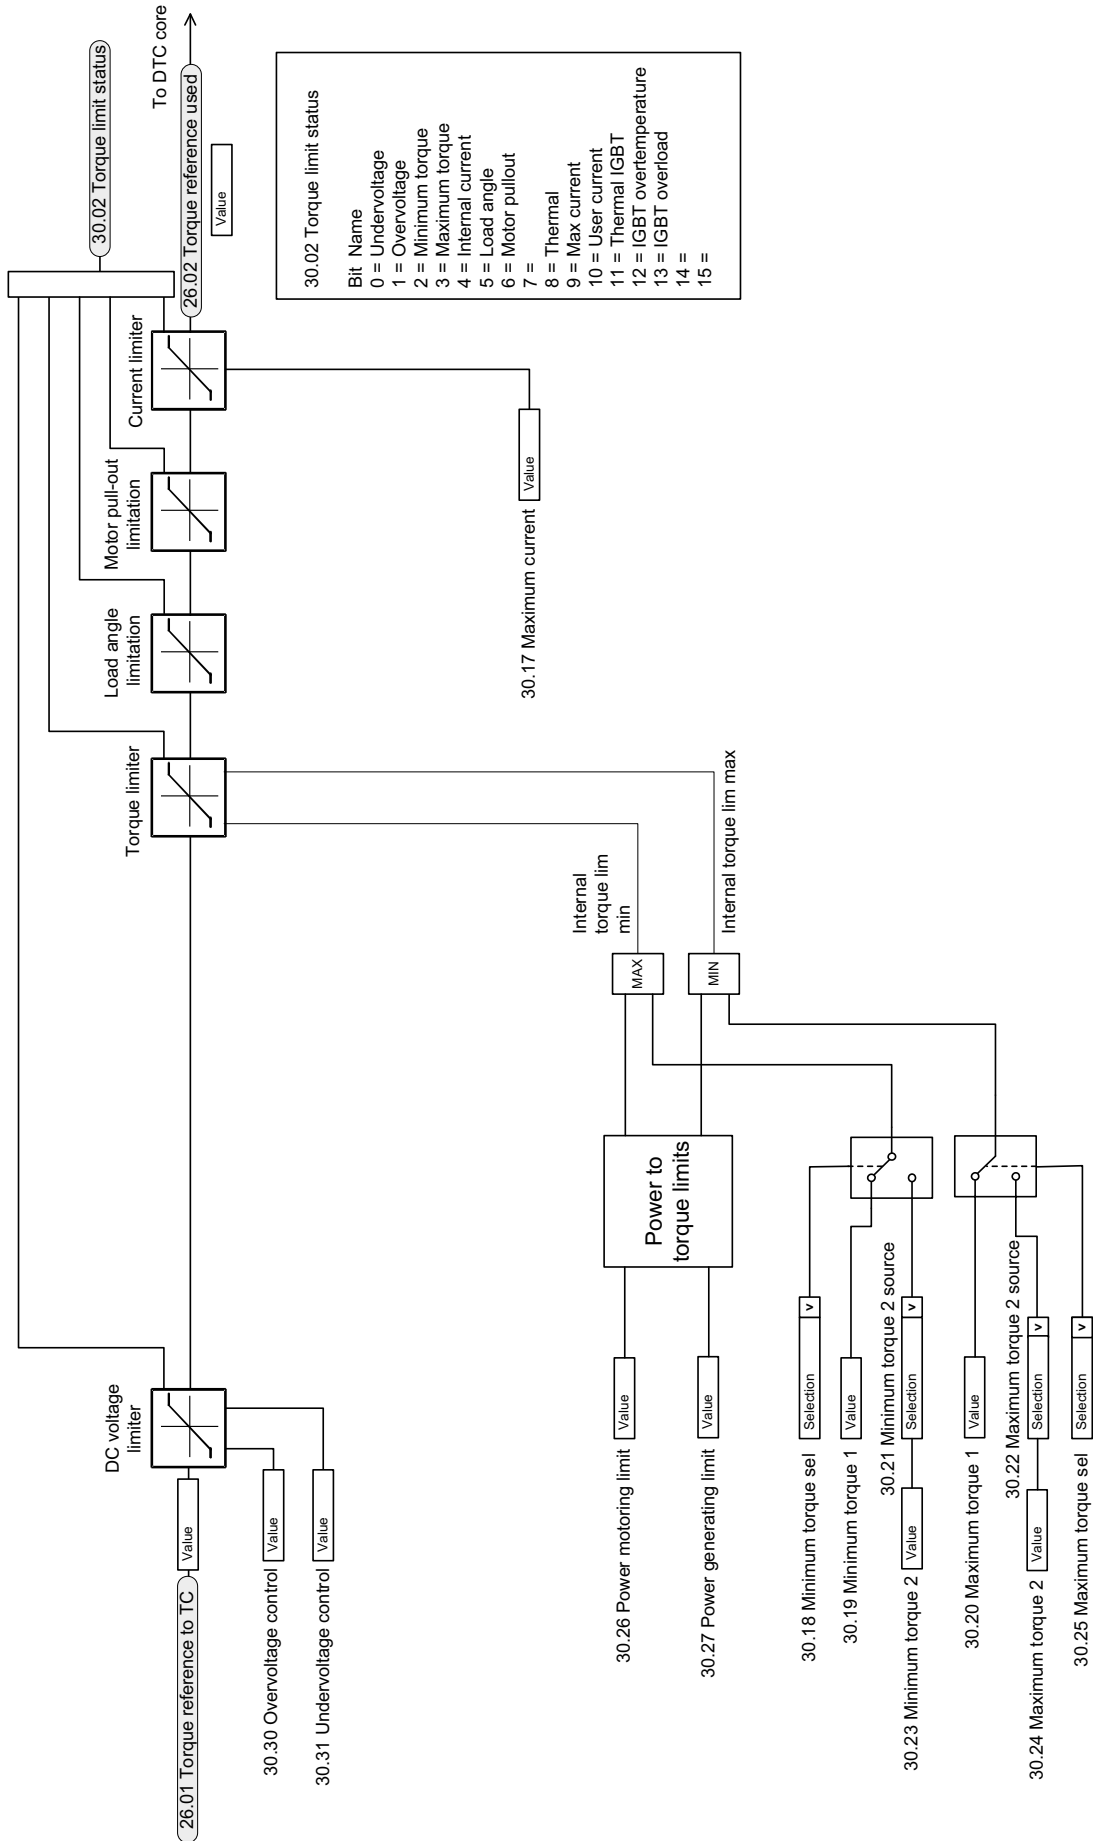 26.01 Torque reference to TC
Value
DC voltage
limiter
30.30 Overvoltage control
Value
30.31 Undervoltage control
Value
Torque limiter
Load angle
limitation
Motor pull-out
limitation
Current limiter
30.02 Torque limit status
To DTC core
26.02 Torque reference used
Value
30.17 Maximum current
Value
30.02 Torque limit status
Bit Name
0 = Undervoltage
1 = Overvoltage
2 = Minimum torque
3 = Maximum torque
4 = Internal current
5 = Load angle
6 = Motor pullout
7 =
8 = Thermal
9 = Max current
10 = User current
11 = Thermal IGBT
12 = IGBT overtemperature
13 = IGBT overload
14 =
15 =
30.26 Power motoring limit
Value
30.27 Power generating limit
Value
Power to
torque limits
MAX
MIN
Internal
torque lim
min
Internal torque lim max
30.18 Minimum torque sel
Selection
v
30.19 Minimum torque 1
Value
30.21 Minimum torque 2 source
30.23 Minimum torque 2
Value
Selection
v
30.20 Maximum torque 1
Value
30.22 Maximum torque 2 source
30.24 Maximum torque 2
Value
Selection
v
30.25 Maximum torque sel
Selection
v